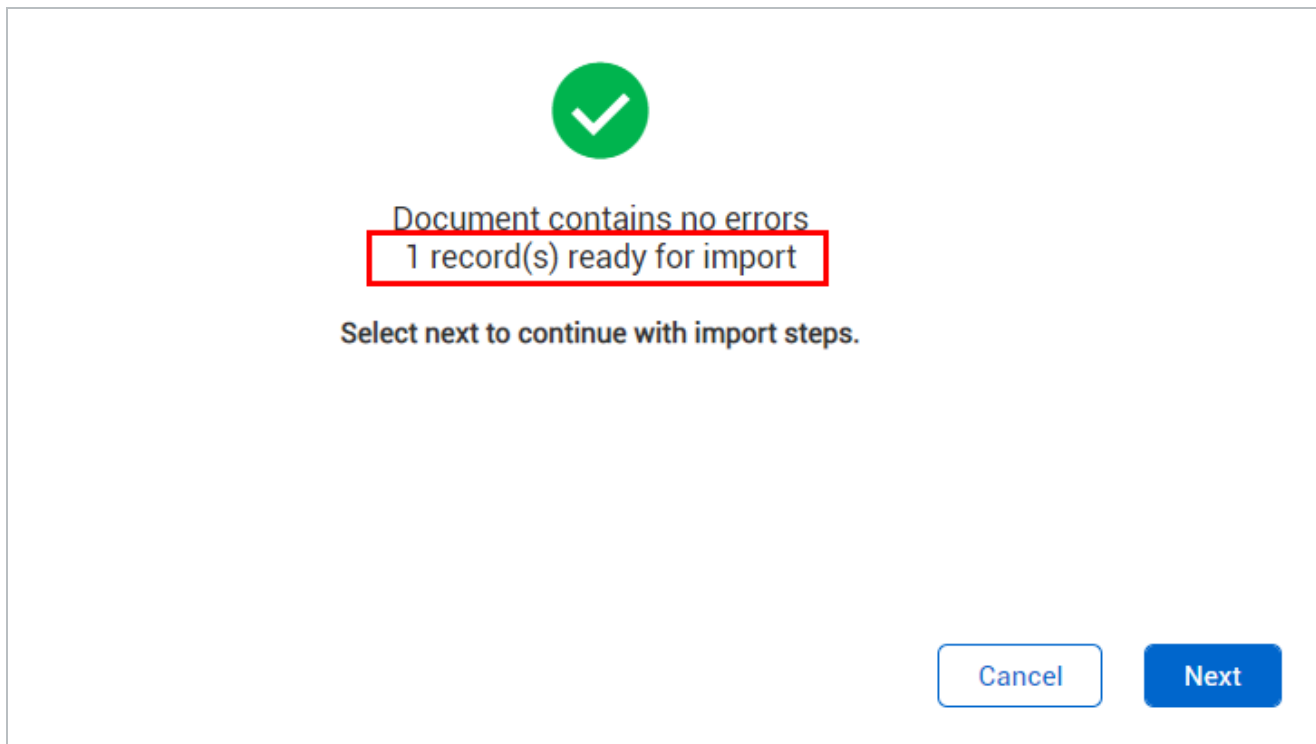 Document contains no errors
1 record(s) ready for import
Select next to continue with import steps.
Cancel
Next